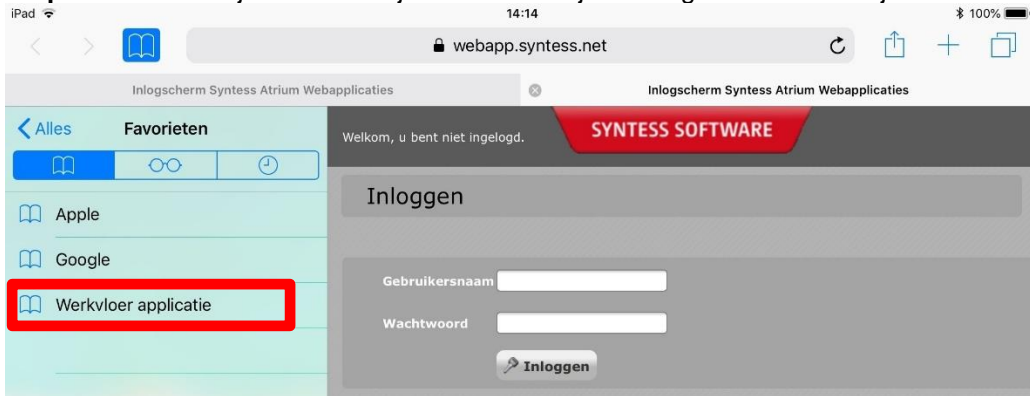 iPad 14:14 100%
webapp.syntess.net
Inlogscherm Syntess Atrium Webapplicaties Inlogscherm Syntess Atrium Webapplicaties
Alles Favorieten
Welkom, u bent niet ingelogd. SYNTESS SOFTWARE
Inloggen
Apple
Google
Gebruikersnaam
Werkvloer applicatie
Wachtwoord
Inloggen